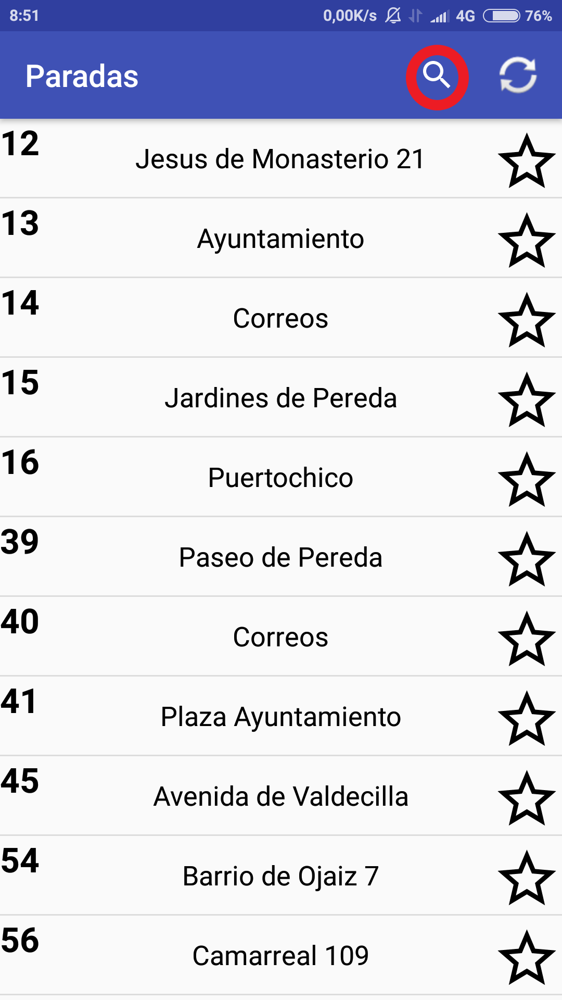 8:51 0,00K/s 4G 76%
Paradas
12
Jesus de Monasterio 21
13
Ayuntamiento
14
Correos
15
Jardines de Pereda
16
Puertochico
39
Paseo de Pereda
40
Correos
41
Plaza Ayuntamiento
45
Avenida de Valdecilla
54
Barrio de Ojaiz 7
56
Camarreal 109